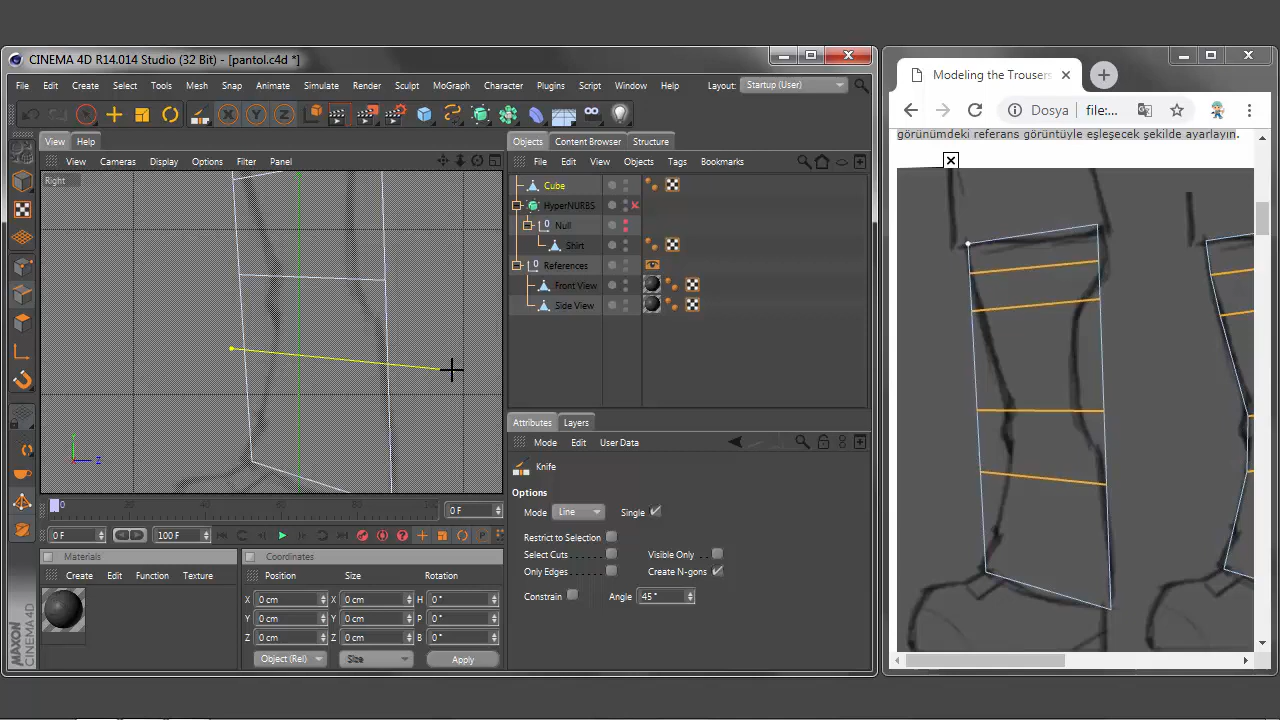 CINEMA 4D R14.014 Studio (32 Bit) - [pantol.c4d *]
File Edit Create Select Tools Mesh Snap Animate Simulate Render Sculpt MoGraph Character Plugins Script Window Help Layout: Startup (User)
X Y Z
View Help
View Cameras Display Options Filter Panel
Right
Y
Z
0 20 40 60 80 100 0 F
0 F 100 F P
Materials
Create Edit Function Texture
Coordinates
Position Size Rotation
X 0 cm X 0 cm H 0 °
Y 0 cm Y 0 cm P 0 °
Z 0 cm Z 0 cm B 0 °
Object (Rel) Size Apply
MAXON
CINEMA 4D
Objects Content Browser Structure
File Edit View Objects Tags Bookmarks
Cube
HyperNURBS
Null
Shirt
References
Front View
Side View
Attributes Layers
Mode Edit User Data
Knife
Options
Mode Line Single
Restrict to Selection
Select Cuts Visible Only
Only Edges Create N-gons
Constrain Angle 45 °
Modeling the Trousers
Dosya file:...
görünümdeki referans görüntüyle eşleşecek şekilde ayarlayın.